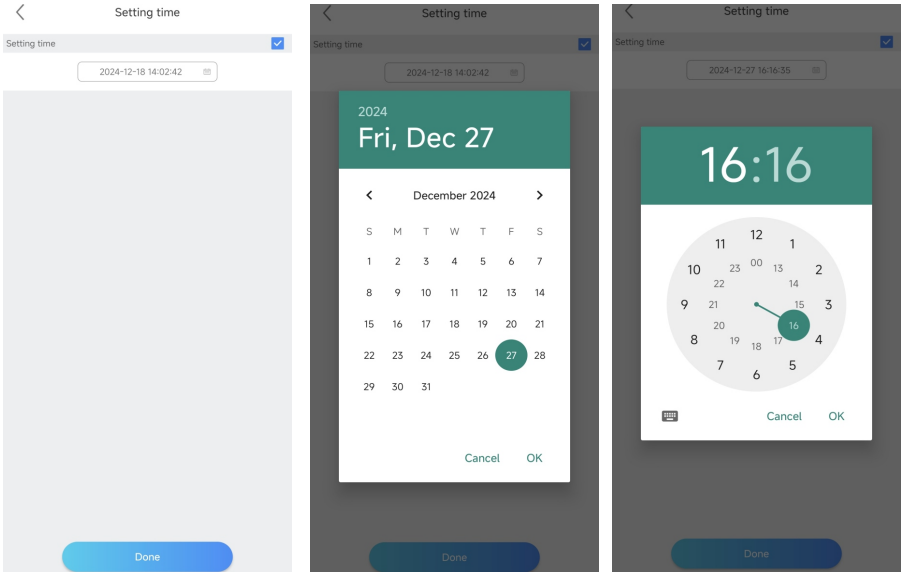 Setting time
Setting time
2024-12-18 14:02:42
Done
Setting time
Setting time
2024-12-18 14:02:42
2024
Fri, Dec 27
December 2024
S M T W T F S
1 2 3 4 5 6 7
8 9 10 11 12 13 14
15 16 17 18 19 20 21
22 23 24 25 26 27 28
29 30 31
Cancel OK
Done
Setting time
Setting time
2024-12-27 16:16:35
16:16
12
11 1
00
23 13
10 2
22 14
9 21 15 3
20 16
8 4
19 17
18
7 5
6
Cancel OK
Done